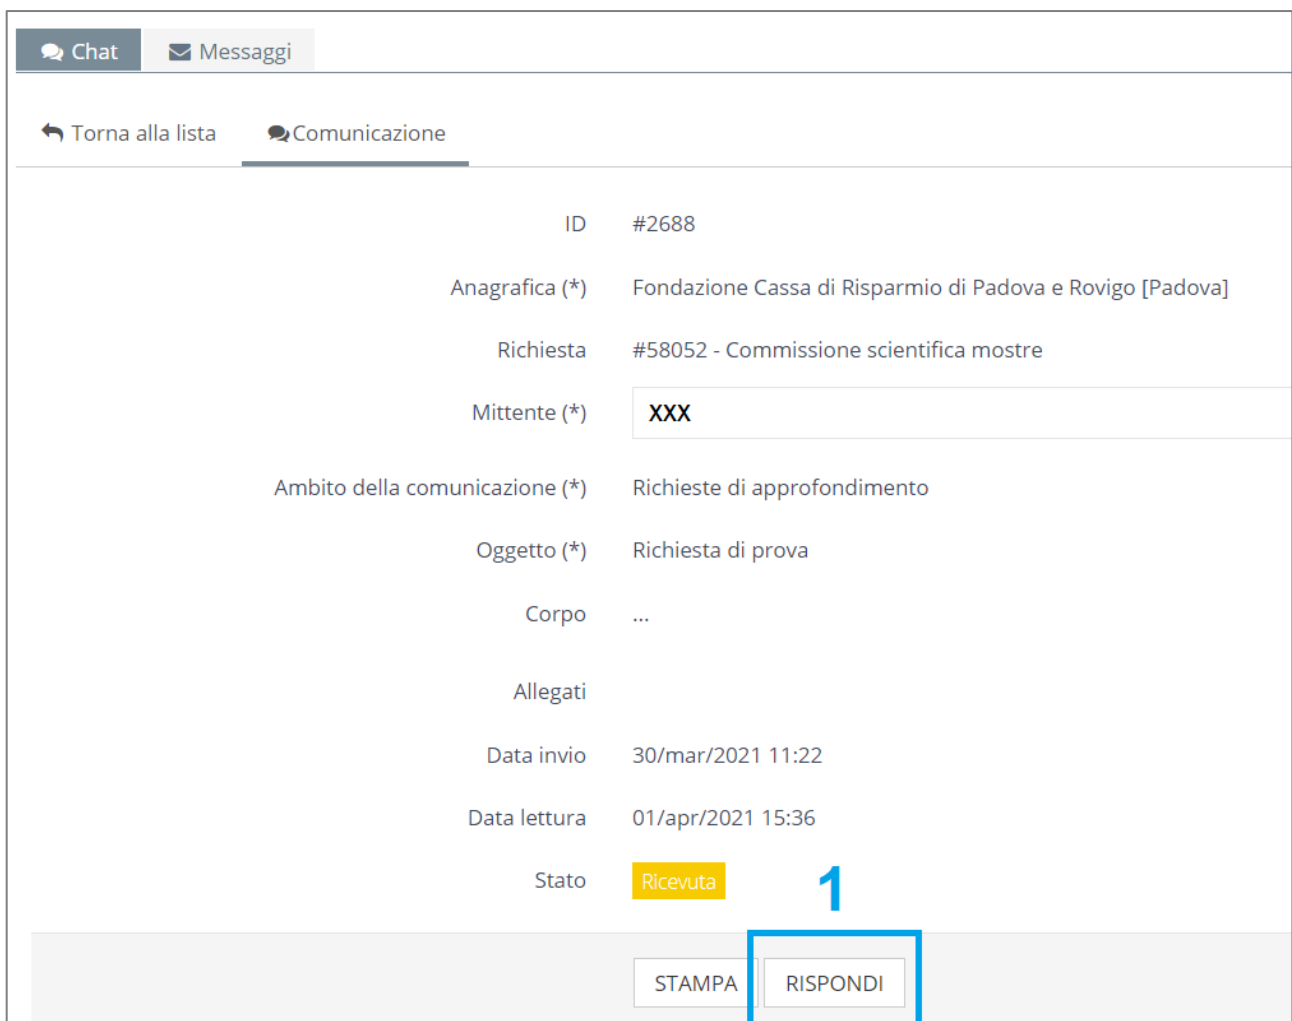 Chat Messaggi
Torna alla lista Comunicazione
ID #2688
Anagrafica (*) Fondazione Cassa di Risparmio di Padova e Rovigo [Padova]
Richiesta #58052 - Commissione scientifica mostre
Mittente (*) XXX
Ambito della comunicazione (*) Richieste di approfondimento
Oggetto (*) Richiesta di prova
Corpo ...
Allegati
Data invio 30/mar/2021 11:22
Data lettura 01/apr/2021 15:36
Stato Ricevuta 1
STAMPA RISPONDI